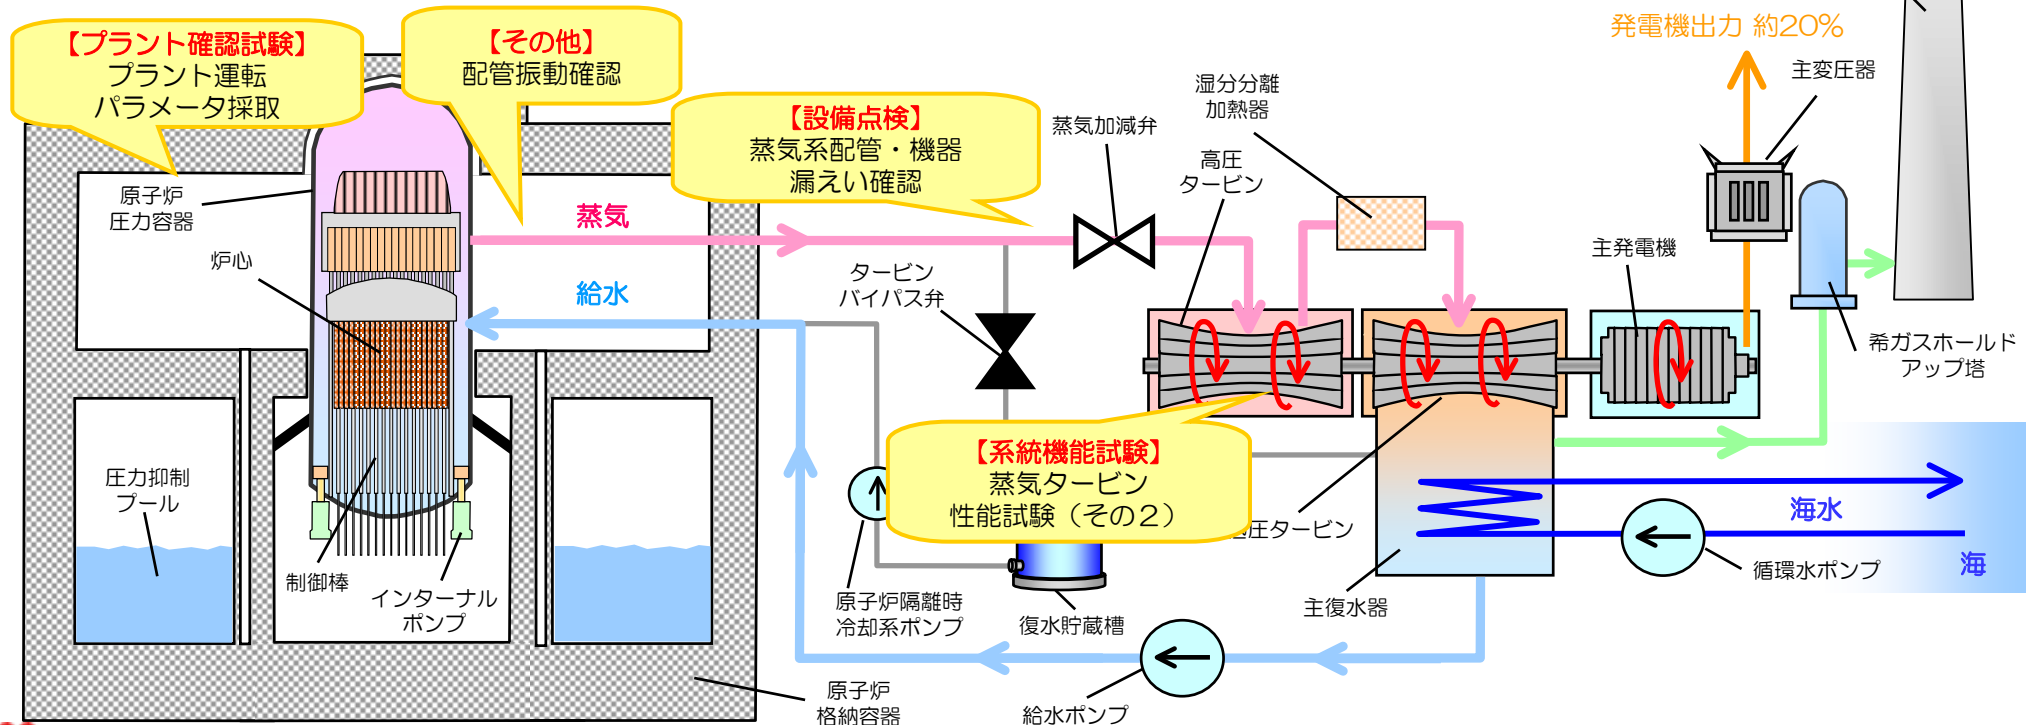 【プラント確認試験】
プラント運転
パラメータ採取
【その他】
配管振動確認
【設備点検】
蒸気系配管・機器
漏えい確認
発電機出力 約20%
主変圧器
湿分分離
加熱器
蒸気加減弁
高圧
タービン
原子炉
圧力容器
蒸気
炉心
給水
タービン
バイパス弁
主発電機
希ガスホールド
アップ塔
【系統機能試験】
蒸気タービン
性能試験（その２）
圧タービン
圧力抑制
プール
海水
海
循環水ポンプ
制御棒
インターナル
ポンプ
原子炉隔離時
冷却系ポンプ
復水貯蔵槽
主復水器
原子炉
格納容器
給水ポンプ